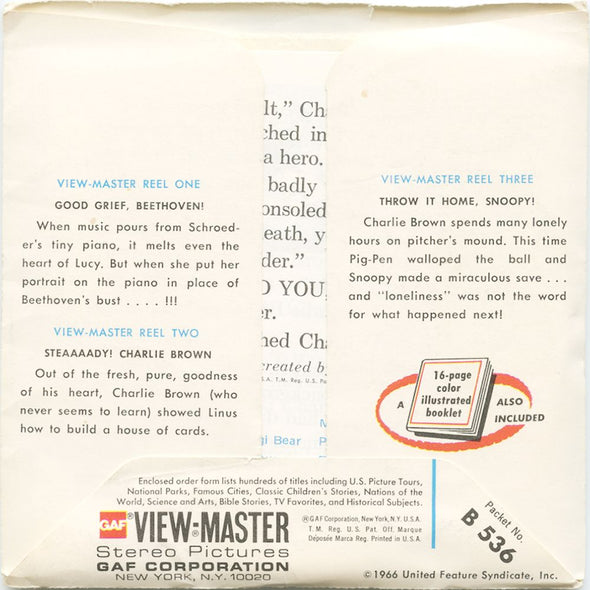 VIEW-MASTER REEL ONE
GOOD GRIEF, BEETHOVEN!
When music pours from Schroed-
er's tiny piano, it melts even the
heart of Lucy. But when she put her
portrait on the piano in place of
Beethoven's bust . . . . !!!
VIEW-MASTER REEL TWO
STEAAAADY! CHARLIE BROWN
Out of the fresh, pure, goodness
of his heart, Charlie Brown (who
never seems to learn) showed Linus
how to build a house of cards.
lt," Ch
ched in
a hero.
badly
onsoled
eath, y
der."
D YOU,
er.
ned Cha
created by
S.A. T.M. Reg. U.S. Pa
gi Bear P
VIEW-MASTER REEL THREE
THROW IT HOME, SNOOPY!
Charlie Brown spends many lonely
hours on pitcher's mound. This time
Pig-Pen walloped the ball and
Snoopy made a miraculous save . . .
and "loneliness" was not the word
for what happened next!
A
16-page
color
illustrated
booklet
ALSO
INCLUDED
Enclosed order form lists hundreds of titles including U.S. Picture Tours,
National Parks, Famous Cities, Classic Children's Stories, Nations of the
World, Science and Arts, Bible Stories, TV Favorites, and Historical Subjects.
GAF® VIEW-MASTER
Stereo Pictures
GAF CORPORATION
NEW YORK, N.Y. 10020
®GAF Corporation, New York, N.Y. U.S.A.
T.M. Reg. U.S. Pat. Off. Marque
Déposée Marca Reg. Printed in U.S.A.
Packet No.
B 536
©1966 United Feature Syndicate, Inc.